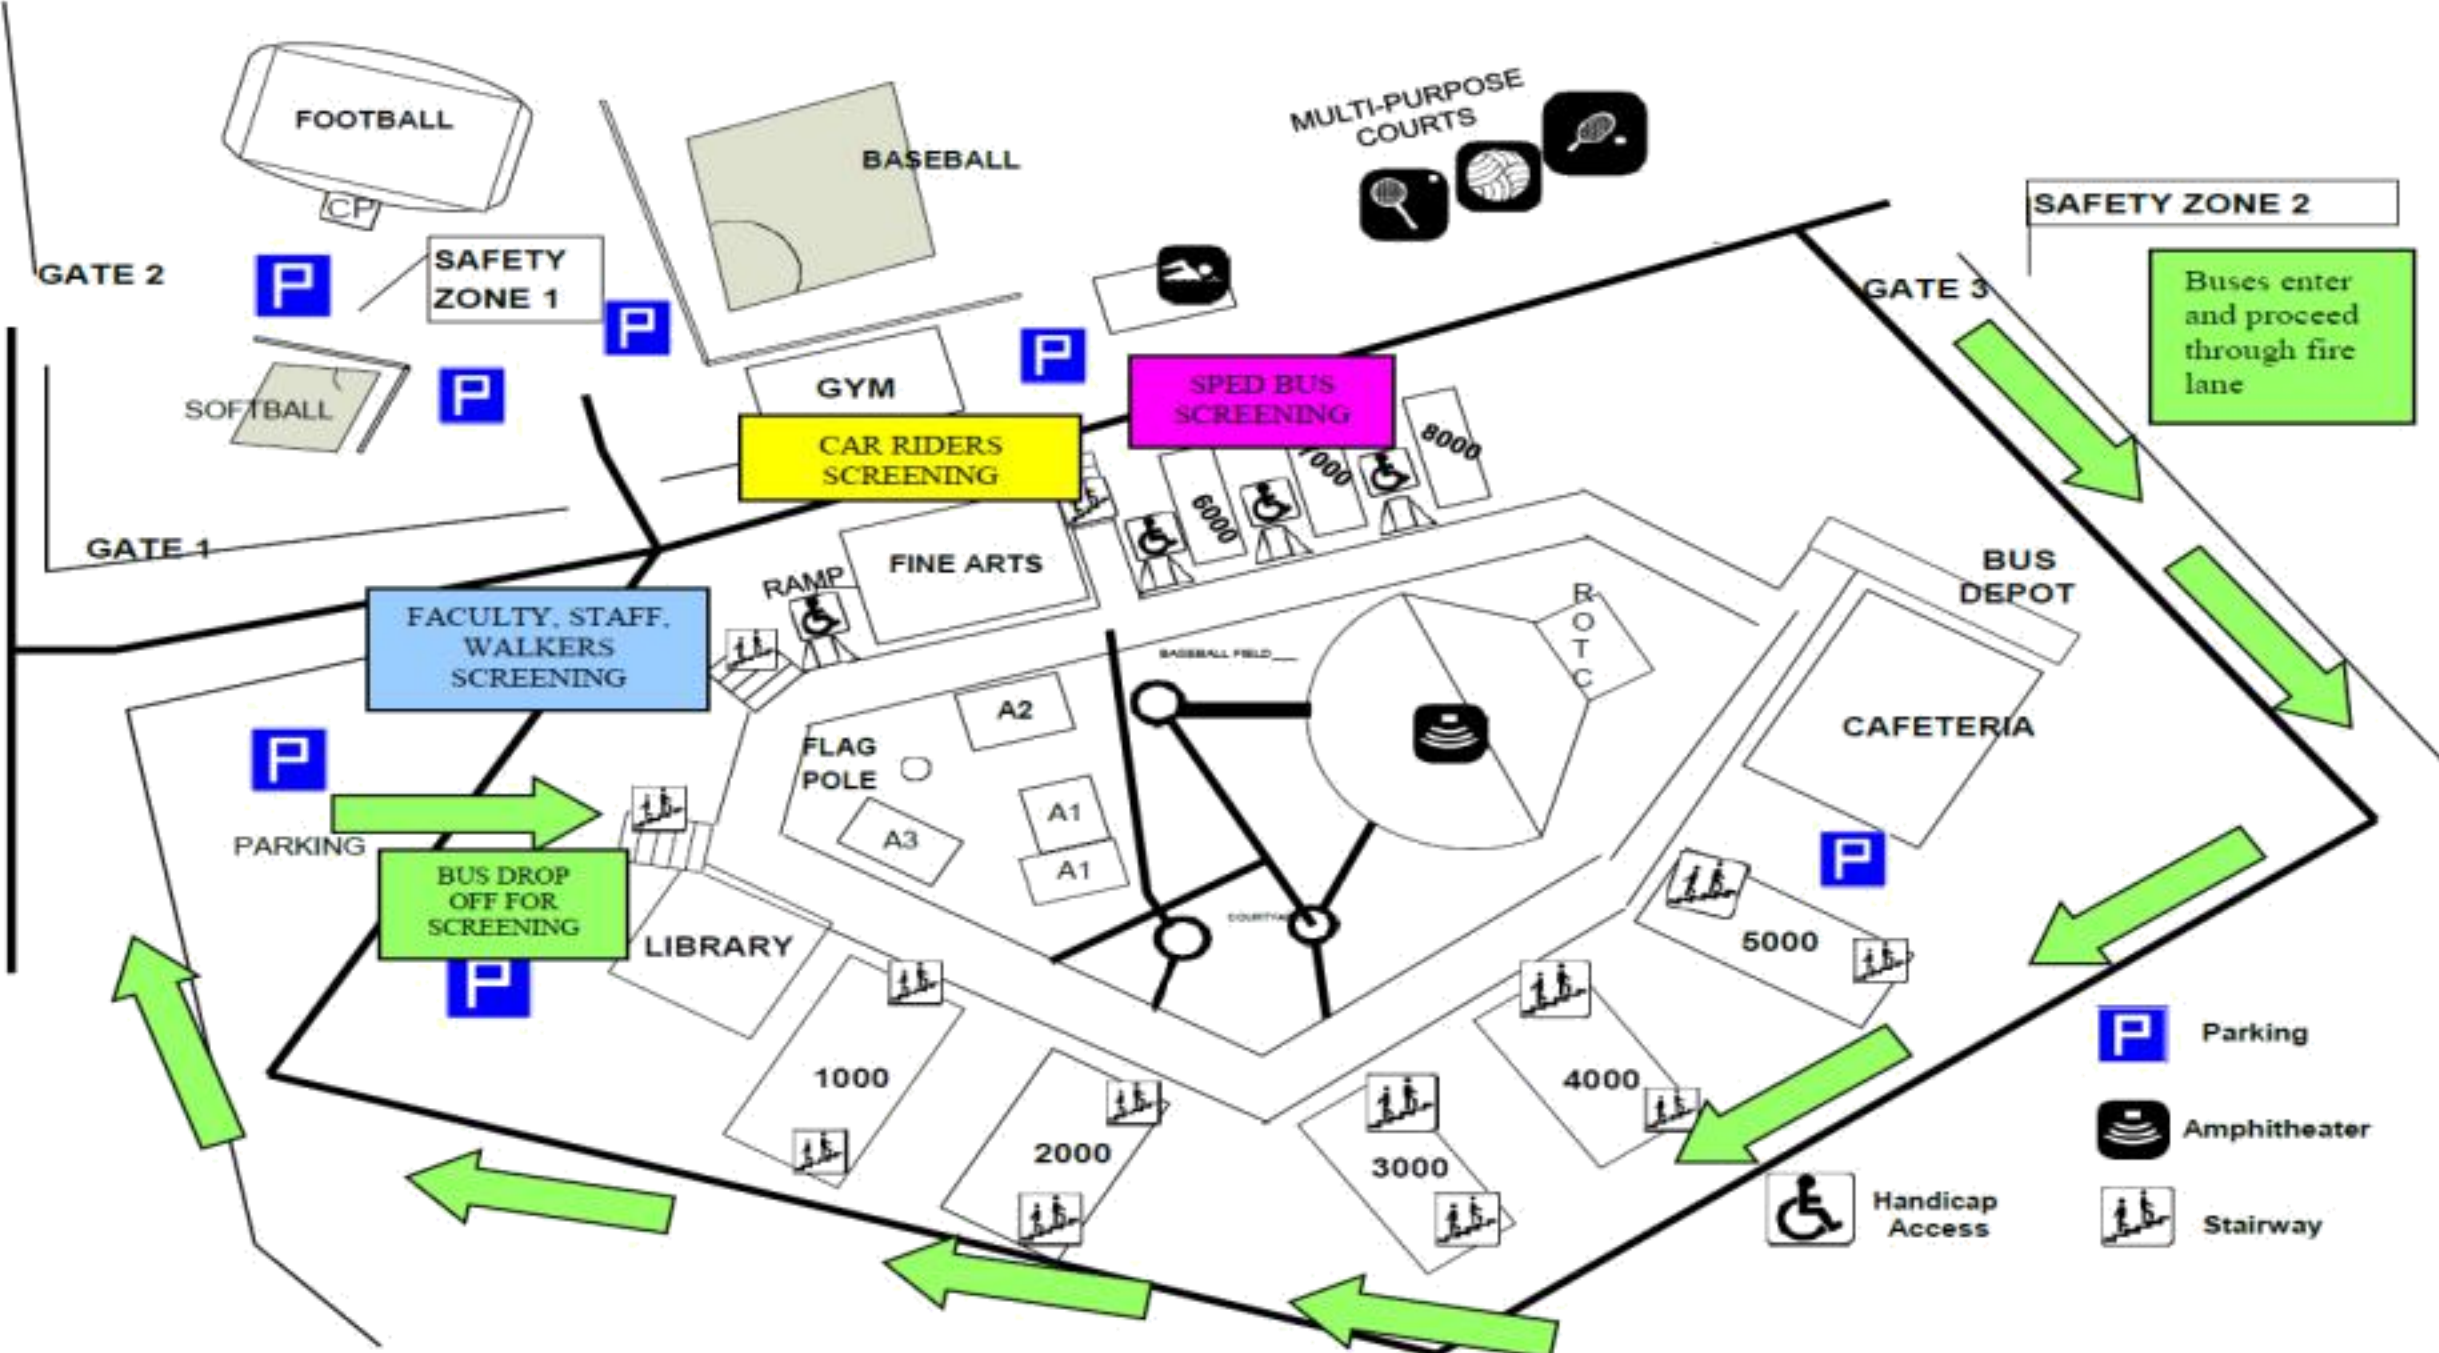 FOOTBALL
CP
BASEBALL
MULTI-PURPOSE
COURTS
SAFETY ZONE 2
GATE 2
P
SAFETY
ZONE 1
P
GATE 3
Buses enter
and proceed
through fire
lane
P
P
SOFTBALL
GYM
SPED BUS
SCREENING
CAR RIDERS
SCREENING
6000
7000
8000
GATE 1
FINE ARTS
RAMP
BUS
DEPOT
FACULTY, STAFF,
WALKERS
SCREENING
BASEBALL FIELD
ROTC
A2
FLAG
POLE
P
PARKING
A3
A1
A1
CAFETERIA
P
BUS DROP
OFF FOR
SCREENING
P
LIBRARY
5000
1000
2000
3000
4000
P
Parking
Amphitheater
Handicap
Access
Stairway